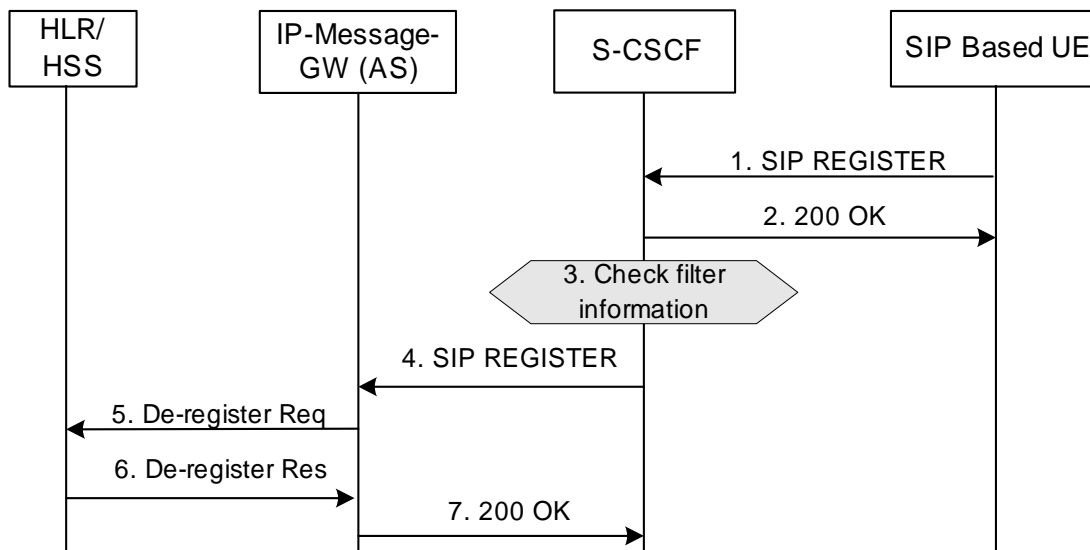 HLR/
HSS
IP-Message-
GW (AS)
S-CSCF
SIP Based UE
1. SIP REGISTER
2. 200 OK
3. Check filter
information
4. SIP REGISTER
5. De-register Req
6. De-register Res
7. 200 OK